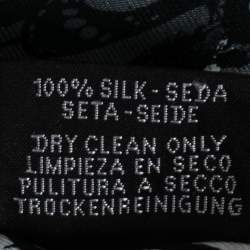 100% SILK - SEDA
SETA - SEIDE
DRY CLEAN ONLY
LIMPIEZA EN SECO
PULITURA A SECCO
TROCKENREINIGUNG